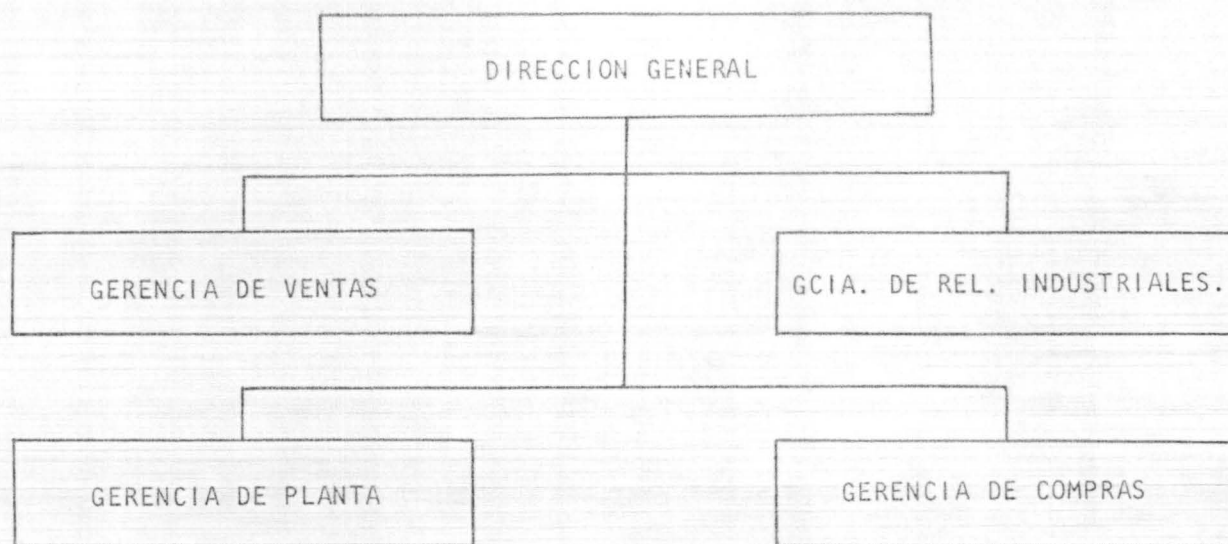 DIRECCION GENERAL
GERENCIA DE VENTAS
GCIA. DE REL. INDUSTRIALES.
GERENCIA DE PLANTA
GERENCIA DE COMPRAS